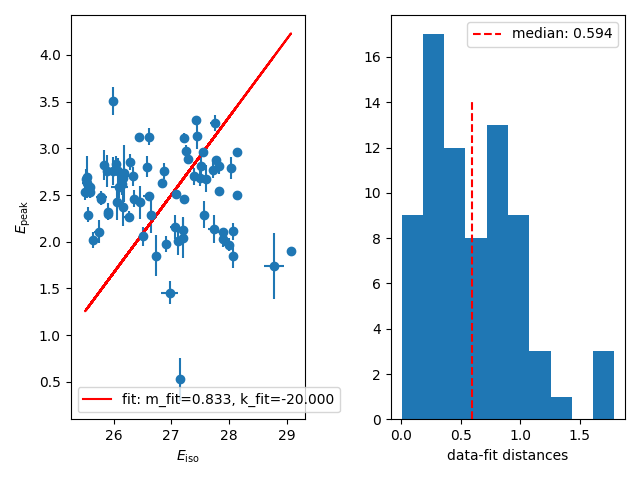 4.0
3.5
3.0
2.5
2.0
1.5
1.0
0.5
E_peak
26 27 28 29
E_iso
fit: m_fit=0.833, k_fit=-20.000
median: 0.594
16
14
12
10
8
6
4
2
0
0.0 0.5 1.0 1.5
data-fit distances